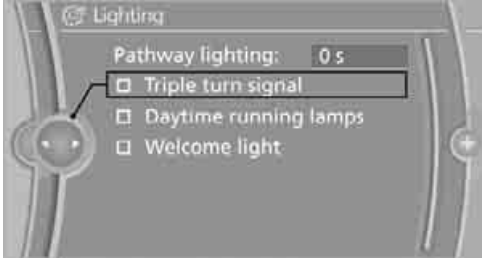 Lighting
Pathway lighting: 0 s
Triple turn signal
Daytime running lamps
Welcome light